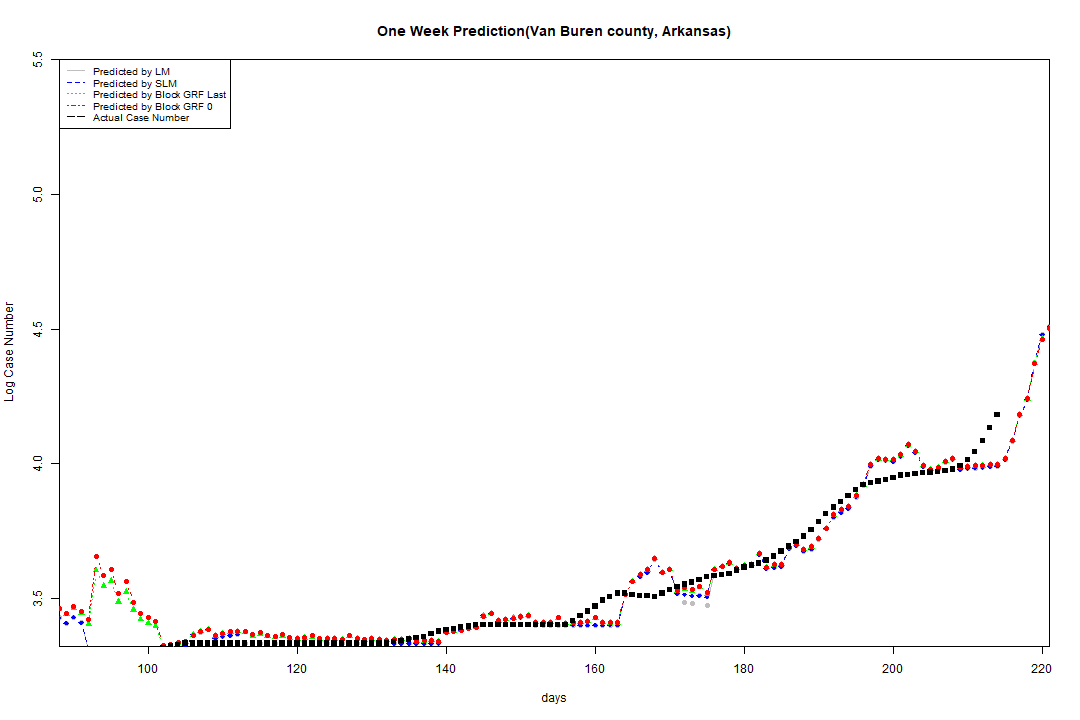 One Week Prediction(Van Buren county, Arkansas)
Predicted by LM
Predicted by SLM
Predicted by Block GRF Last
Predicted by Block GRF 0
Actual Case Number
Log Case Number
5.5
5.0
4.5
4.0
3.5
100 120 140 160 180 200 220
days